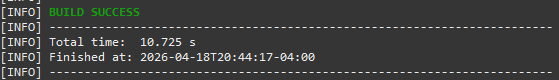 [INFO] BUILD SUCCESS
[INFO] ------------------------------------------------------------------------
[INFO] Total time:  10.725 s
[INFO] Finished at: 2026-04-18T20:44:17-04:00
[INFO] ------------------------------------------------------------------------